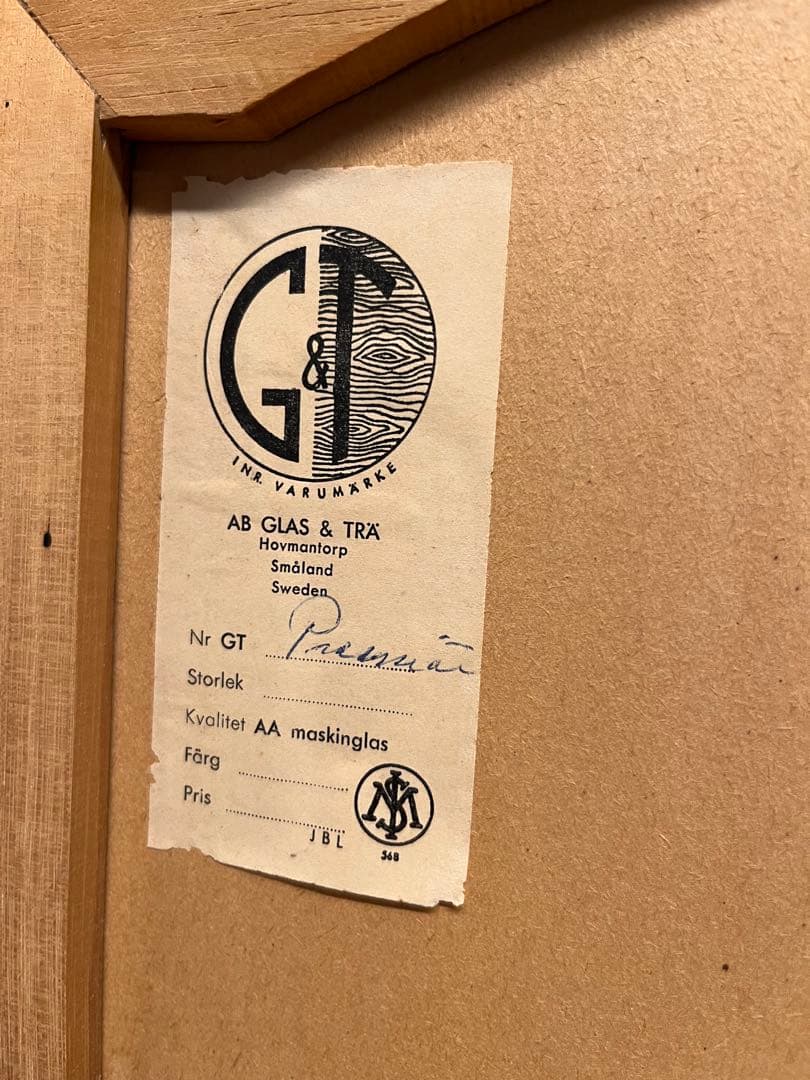 G&T
INR. VARUMÄRKE
AB GLAS & TRÄ
Hovmantorp
Småland
Sweden
Nr GT
Storlek
Kvalitet AA maskinglas
Färg
Pris
JBL
568